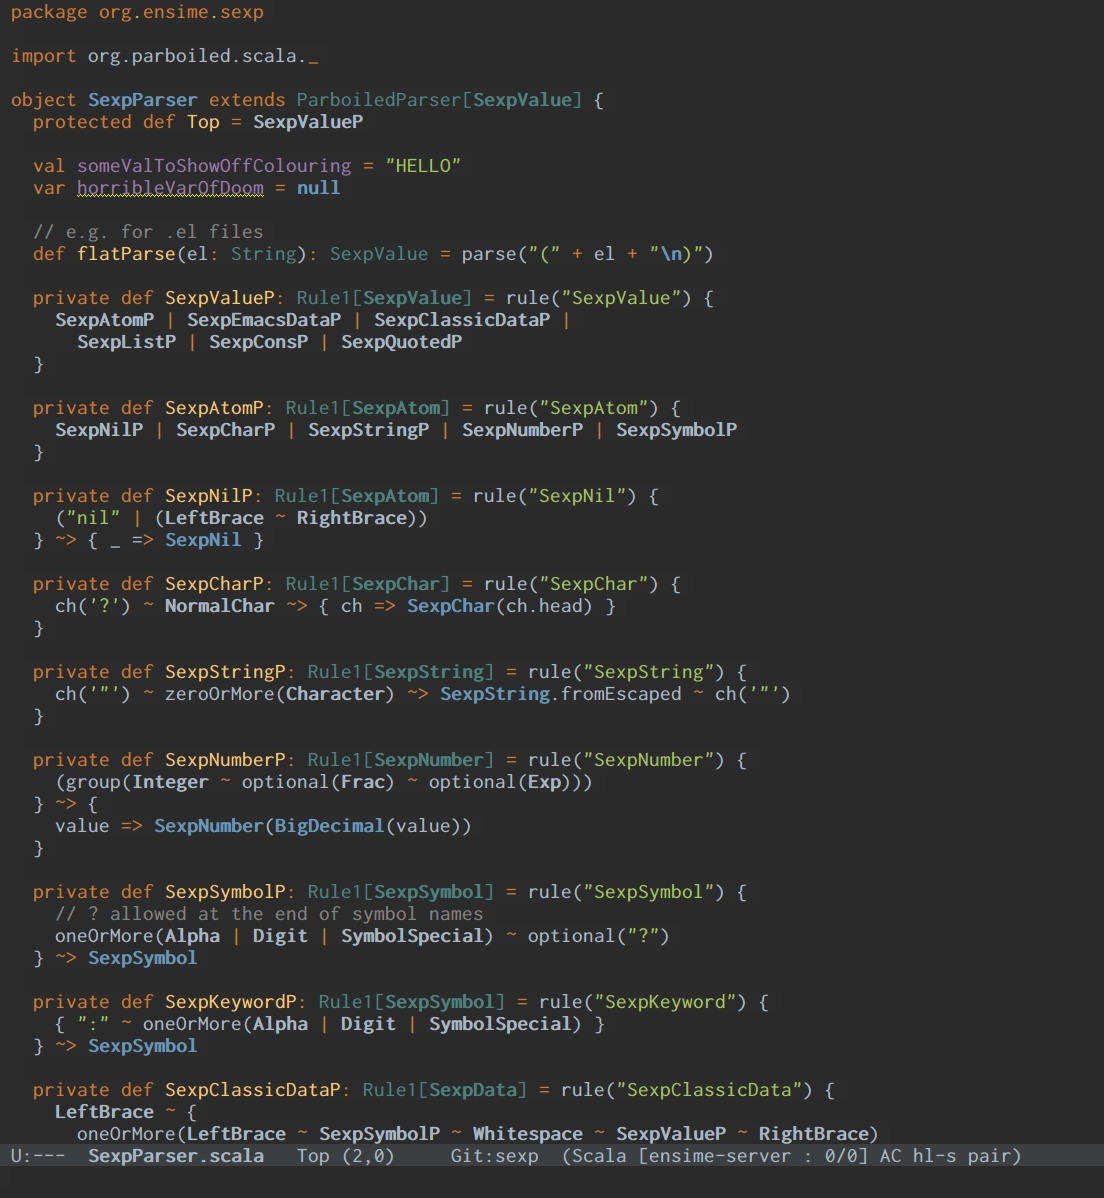 package org.ensime.sexp
import org.parboiled.scala._
object SexpParser extends ParboiledParser[SexpValue] {
  protected def Top = SexpValueP
  val someValToShowOffColouring = "HELLO"
  var horribleVarOfDoom = null
  // e.g. for .el files
  def flatParse(el: String): SexpValue = parse("(" + el + "\n)")
  private def SexpValueP: Rule1[SexpValue] = rule("SexpValue") {
    SexpAtomP | SexpEmacsDataP | SexpClassicDataP |
      SexpListP | SexpConsP | SexpQuotedP
  }
  private def SexpAtomP: Rule1[SexpAtom] = rule("SexpAtom") {
    SexpNilP | SexpCharP | SexpStringP | SexpNumberP | SexpSymbolP
  }
  private def SexpNilP: Rule1[SexpAtom] = rule("SexpNil") {
    ("nil" | (LeftBrace ~ RightBrace))
  } ~> { _ => SexpNil }
  private def SexpCharP: Rule1[SexpChar] = rule("SexpChar") {
    ch('?') ~ NormalChar ~> { ch => SexpChar(ch.head) }
  }
  private def SexpStringP: Rule1[SexpString] = rule("SexpString") {
    ch('"') ~ zeroOrMore(Character) ~> SexpString.fromEscaped ~ ch('"')
  }
  private def SexpNumberP: Rule1[SexpNumber] = rule("SexpNumber") {
    (group(Integer ~ optional(Frac) ~ optional(Exp)))
  } ~> {
    value => SexpNumber(BigDecimal(value))
  }
  private def SexpSymbolP: Rule1[SexpSymbol] = rule("SexpSymbol") {
    // ? allowed at the end of symbol names
    oneOrMore(Alpha | Digit | SymbolSpecial) ~ optional("?")
  } ~> SexpSymbol
  private def SexpKeywordP: Rule1[SexpSymbol] = rule("SexpKeyword") {
    { ":" ~ oneOrMore(Alpha | Digit | SymbolSpecial) }
  } ~> SexpSymbol
  private def SexpClassicDataP: Rule1[SexpData] = rule("SexpClassicData") {
    LeftBrace ~ {
      oneOrMore(LeftBrace ~ SexpSymbolP ~ Whitespace ~ SexpValueP ~ RightBrace)
U:---  SexpParser.scala   Top (2,0)     Git:sexp  (Scala [ensime-server : 0/0] AC hl-s pair)